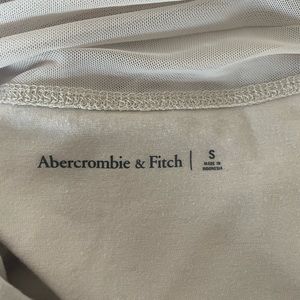 Abercrombie & Fitch | S
MADE IN
INDONESIA